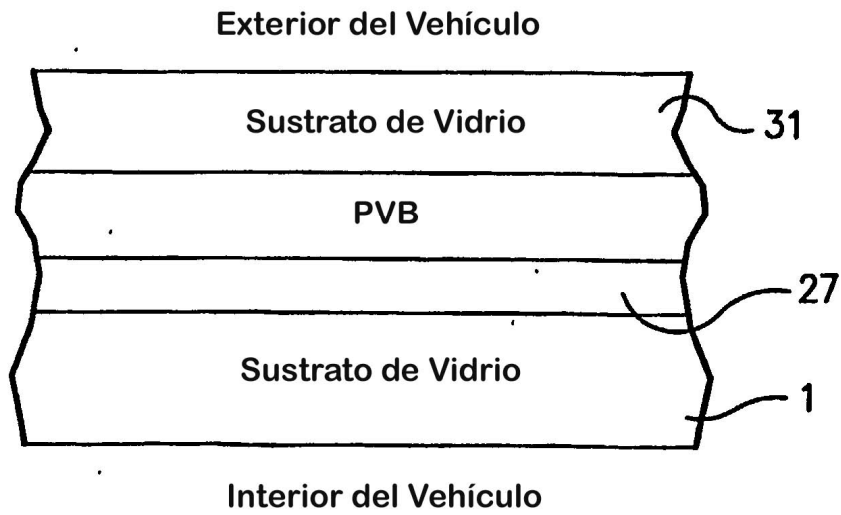 Exterior del Vehículo
Sustrato de Vidrio
31
PVB
27
Sustrato de Vidrio
1
Interior del Vehículo